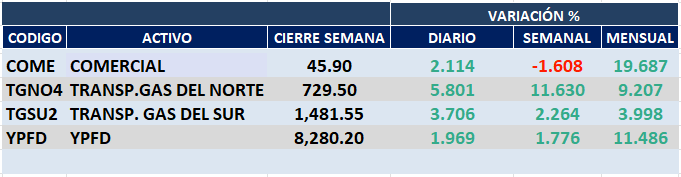 VARIACIÓN %
CODIGO ACTIVO CIERRE SEMANA DIARIO SEMANAL MENSUAL
COME COMERCIAL 45.90 2.114 -1.608 19.687
TGNO4 TRANSP.GAS DEL NORTE 729.50 5.801 11.630 9.207
TGSU2 TRANSP. GAS DEL SUR 1,481.55 3.706 2.264 3.998
YPFD YPFD 8,280.20 1.969 1.776 11.486